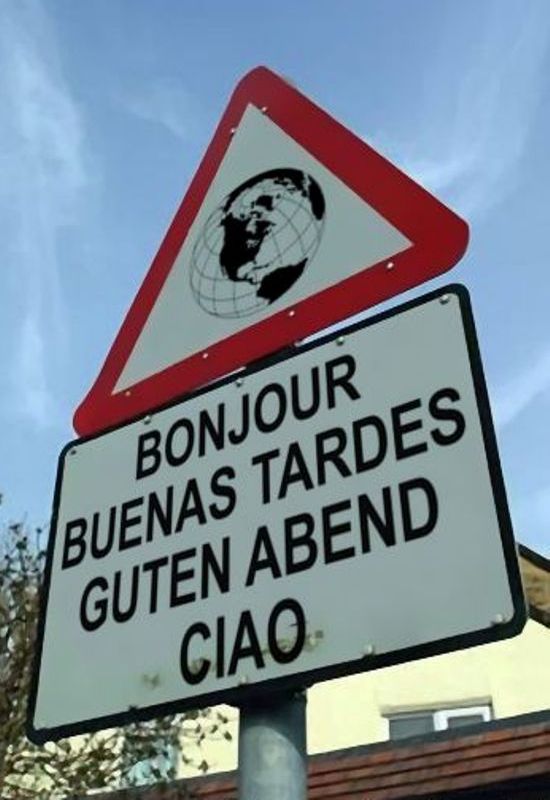 BONJOUR
BUENAS TARDES
GUTEN ABEND
CIAO